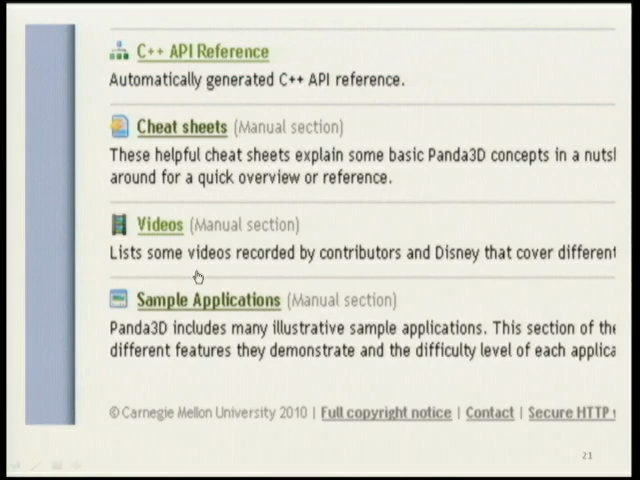 C++ API Reference
Automatically generated C++ API reference.
Cheat sheets (Manual section)
These helpful cheat sheets explain some basic Panda3D concepts in a nutsl
around for a quick overview or reference.
Videos (Manual section)
Lists some videos recorded by contributors and Disney that cover different
Sample Applications (Manual section)
Panda3D includes many illustrative sample applications. This section of the
different features they demonstrate and the difficulty level of each applica
© Carnegie Mellon University 2010 | Full copyright notice | Contact | Secure HTTP
21